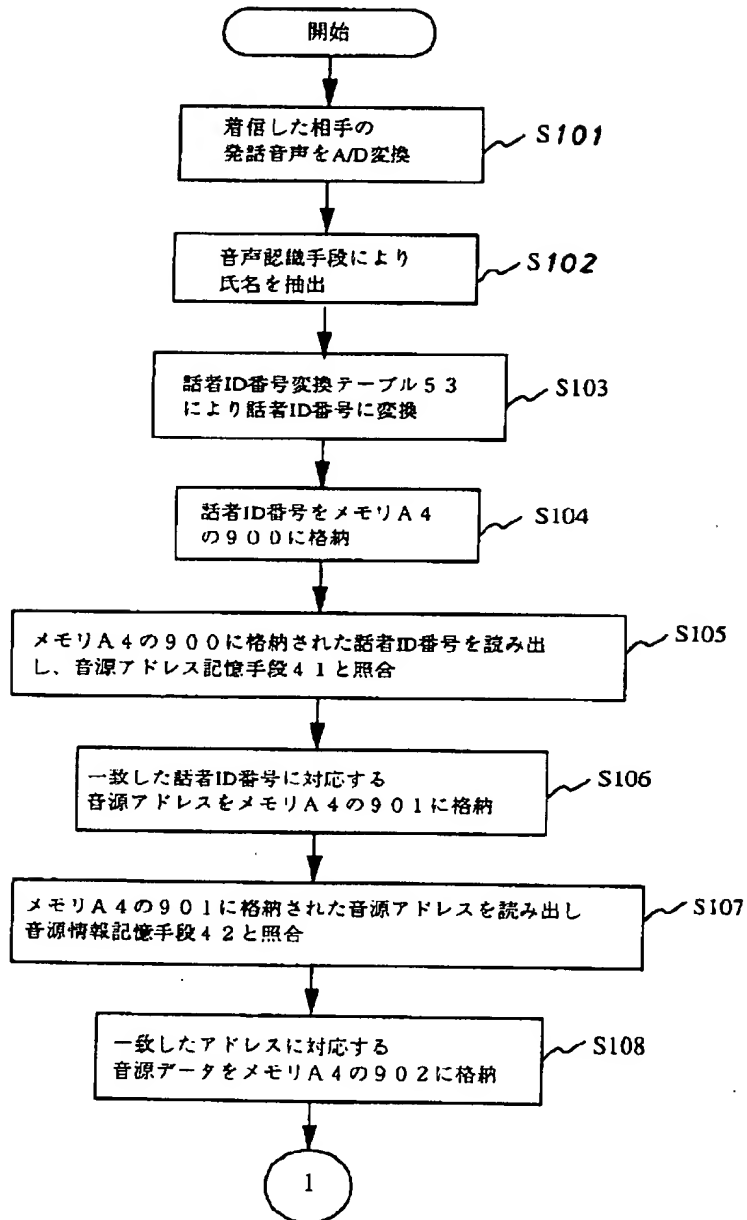 開始
着信した相手の
発話音声をA/D変換
S101
音声認識手段により
氏名を抽出
S102
話者ID番号変換テーブル53
により話者ID番号に変換
S103
話者ID番号をメモリA4
の900に格納
S104
メモリA4の900に格納された話者ID番号を読み出
し、音源アドレス記憶手段41と照合
S105
一致した話者ID番号に対応する
音源アドレスをメモリA4の901に格納
S106
メモリA4の901に格納された音源アドレスを読み出し
音源情報記憶手段42と照合
S107
一致したアドレスに対応する
音源データをメモリA4の902に格納
S108
1